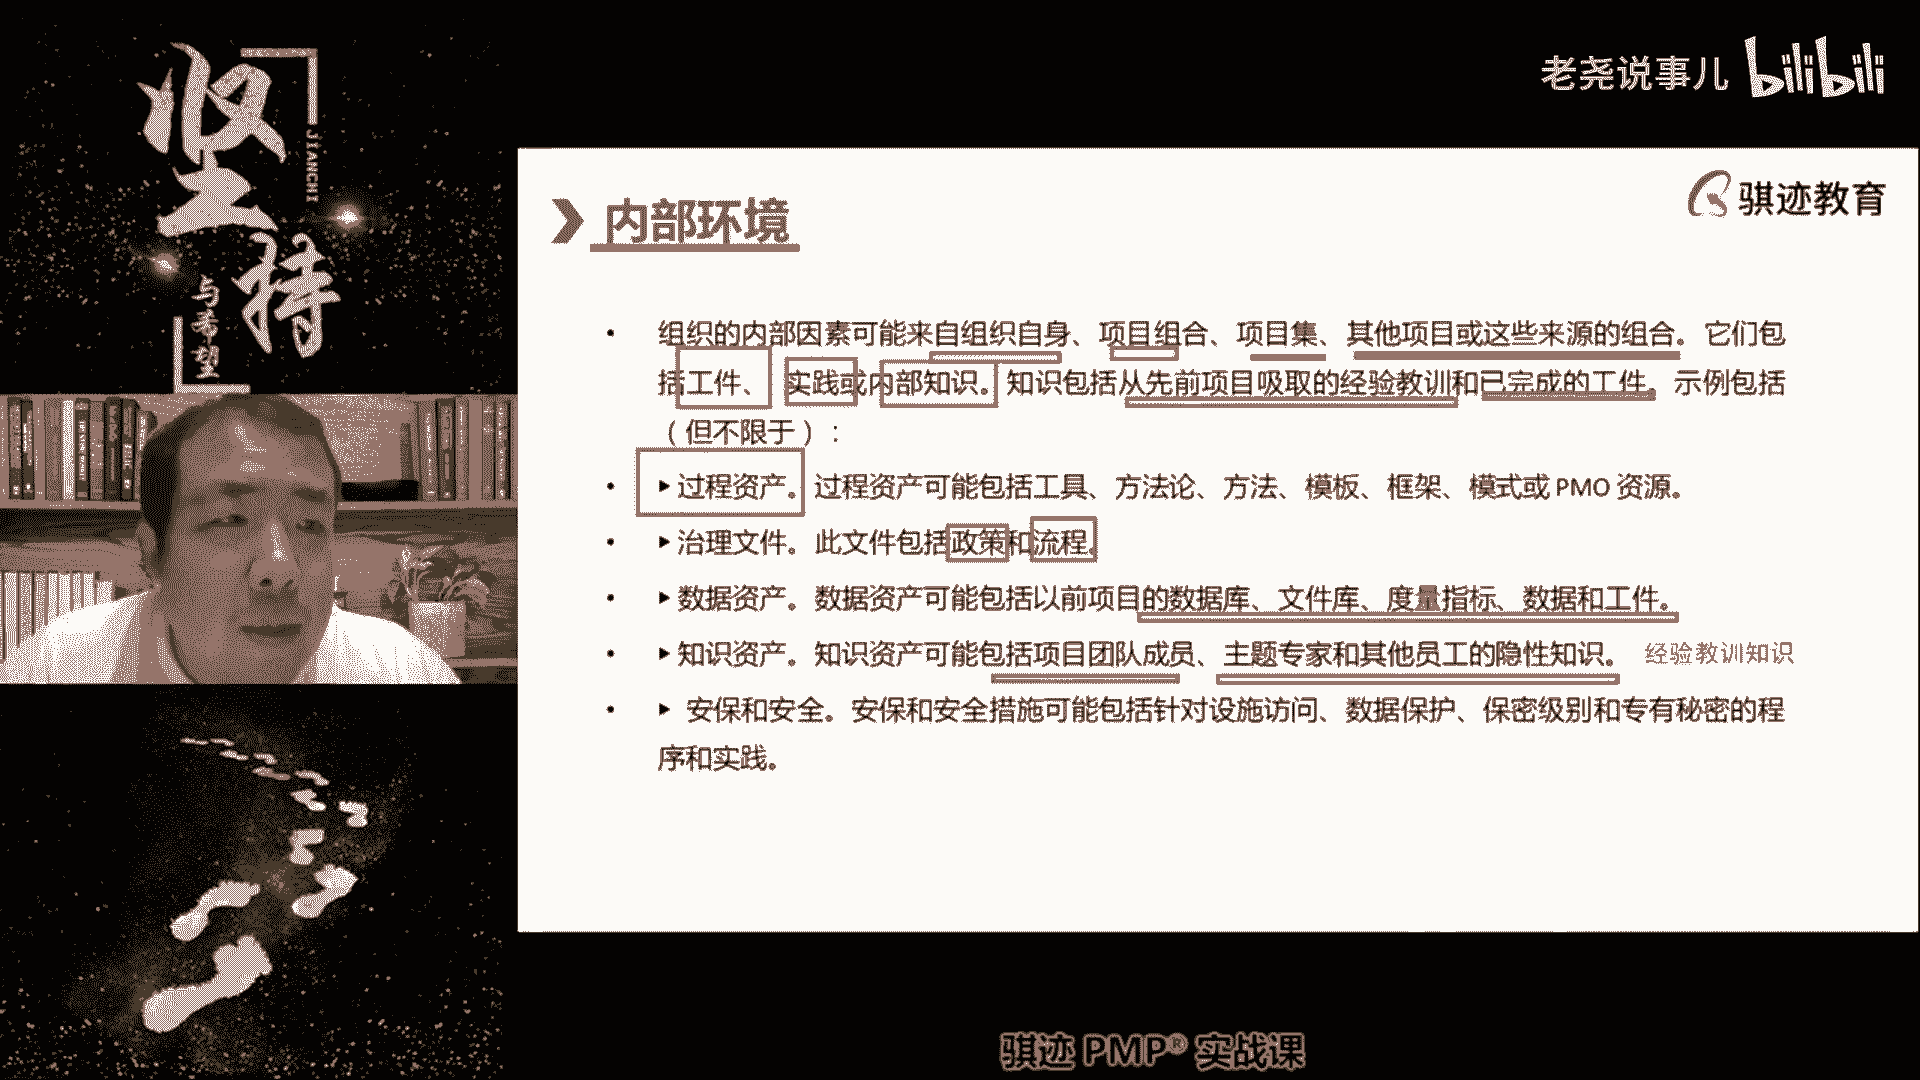 坚持
JIANCHI
与希望
老尧说事儿 bilibili
骐迹教育
内部环境
• 组织的内部因素可能来自组织自身、项目组合、项目集、其他项目或这些来源的组合。它们包
括工件、实践或内部知识。知识包括从先前项目吸取的经验教训和已完成的工件。示例包括
（但不限于）：
• ▶过程资产。过程资产可能包括工具、方法论、方法、模板、框架、模式或 PMO 资源。
• ▶治理文件。此文件包括政策和流程。
• ▶数据资产。数据资产可能包括以前项目的数据库、文件库、度量指标、数据和工件。
• ▶知识资产。知识资产可能包括项目团队成员、主题专家和其他员工的隐性知识。 经验教训知识
• ▶ 安保和安全。安保和安全措施可能包括针对设施访问、数据保护、保密级别和专有秘密的程
序和实践。
骐迹 PMP® 实战课